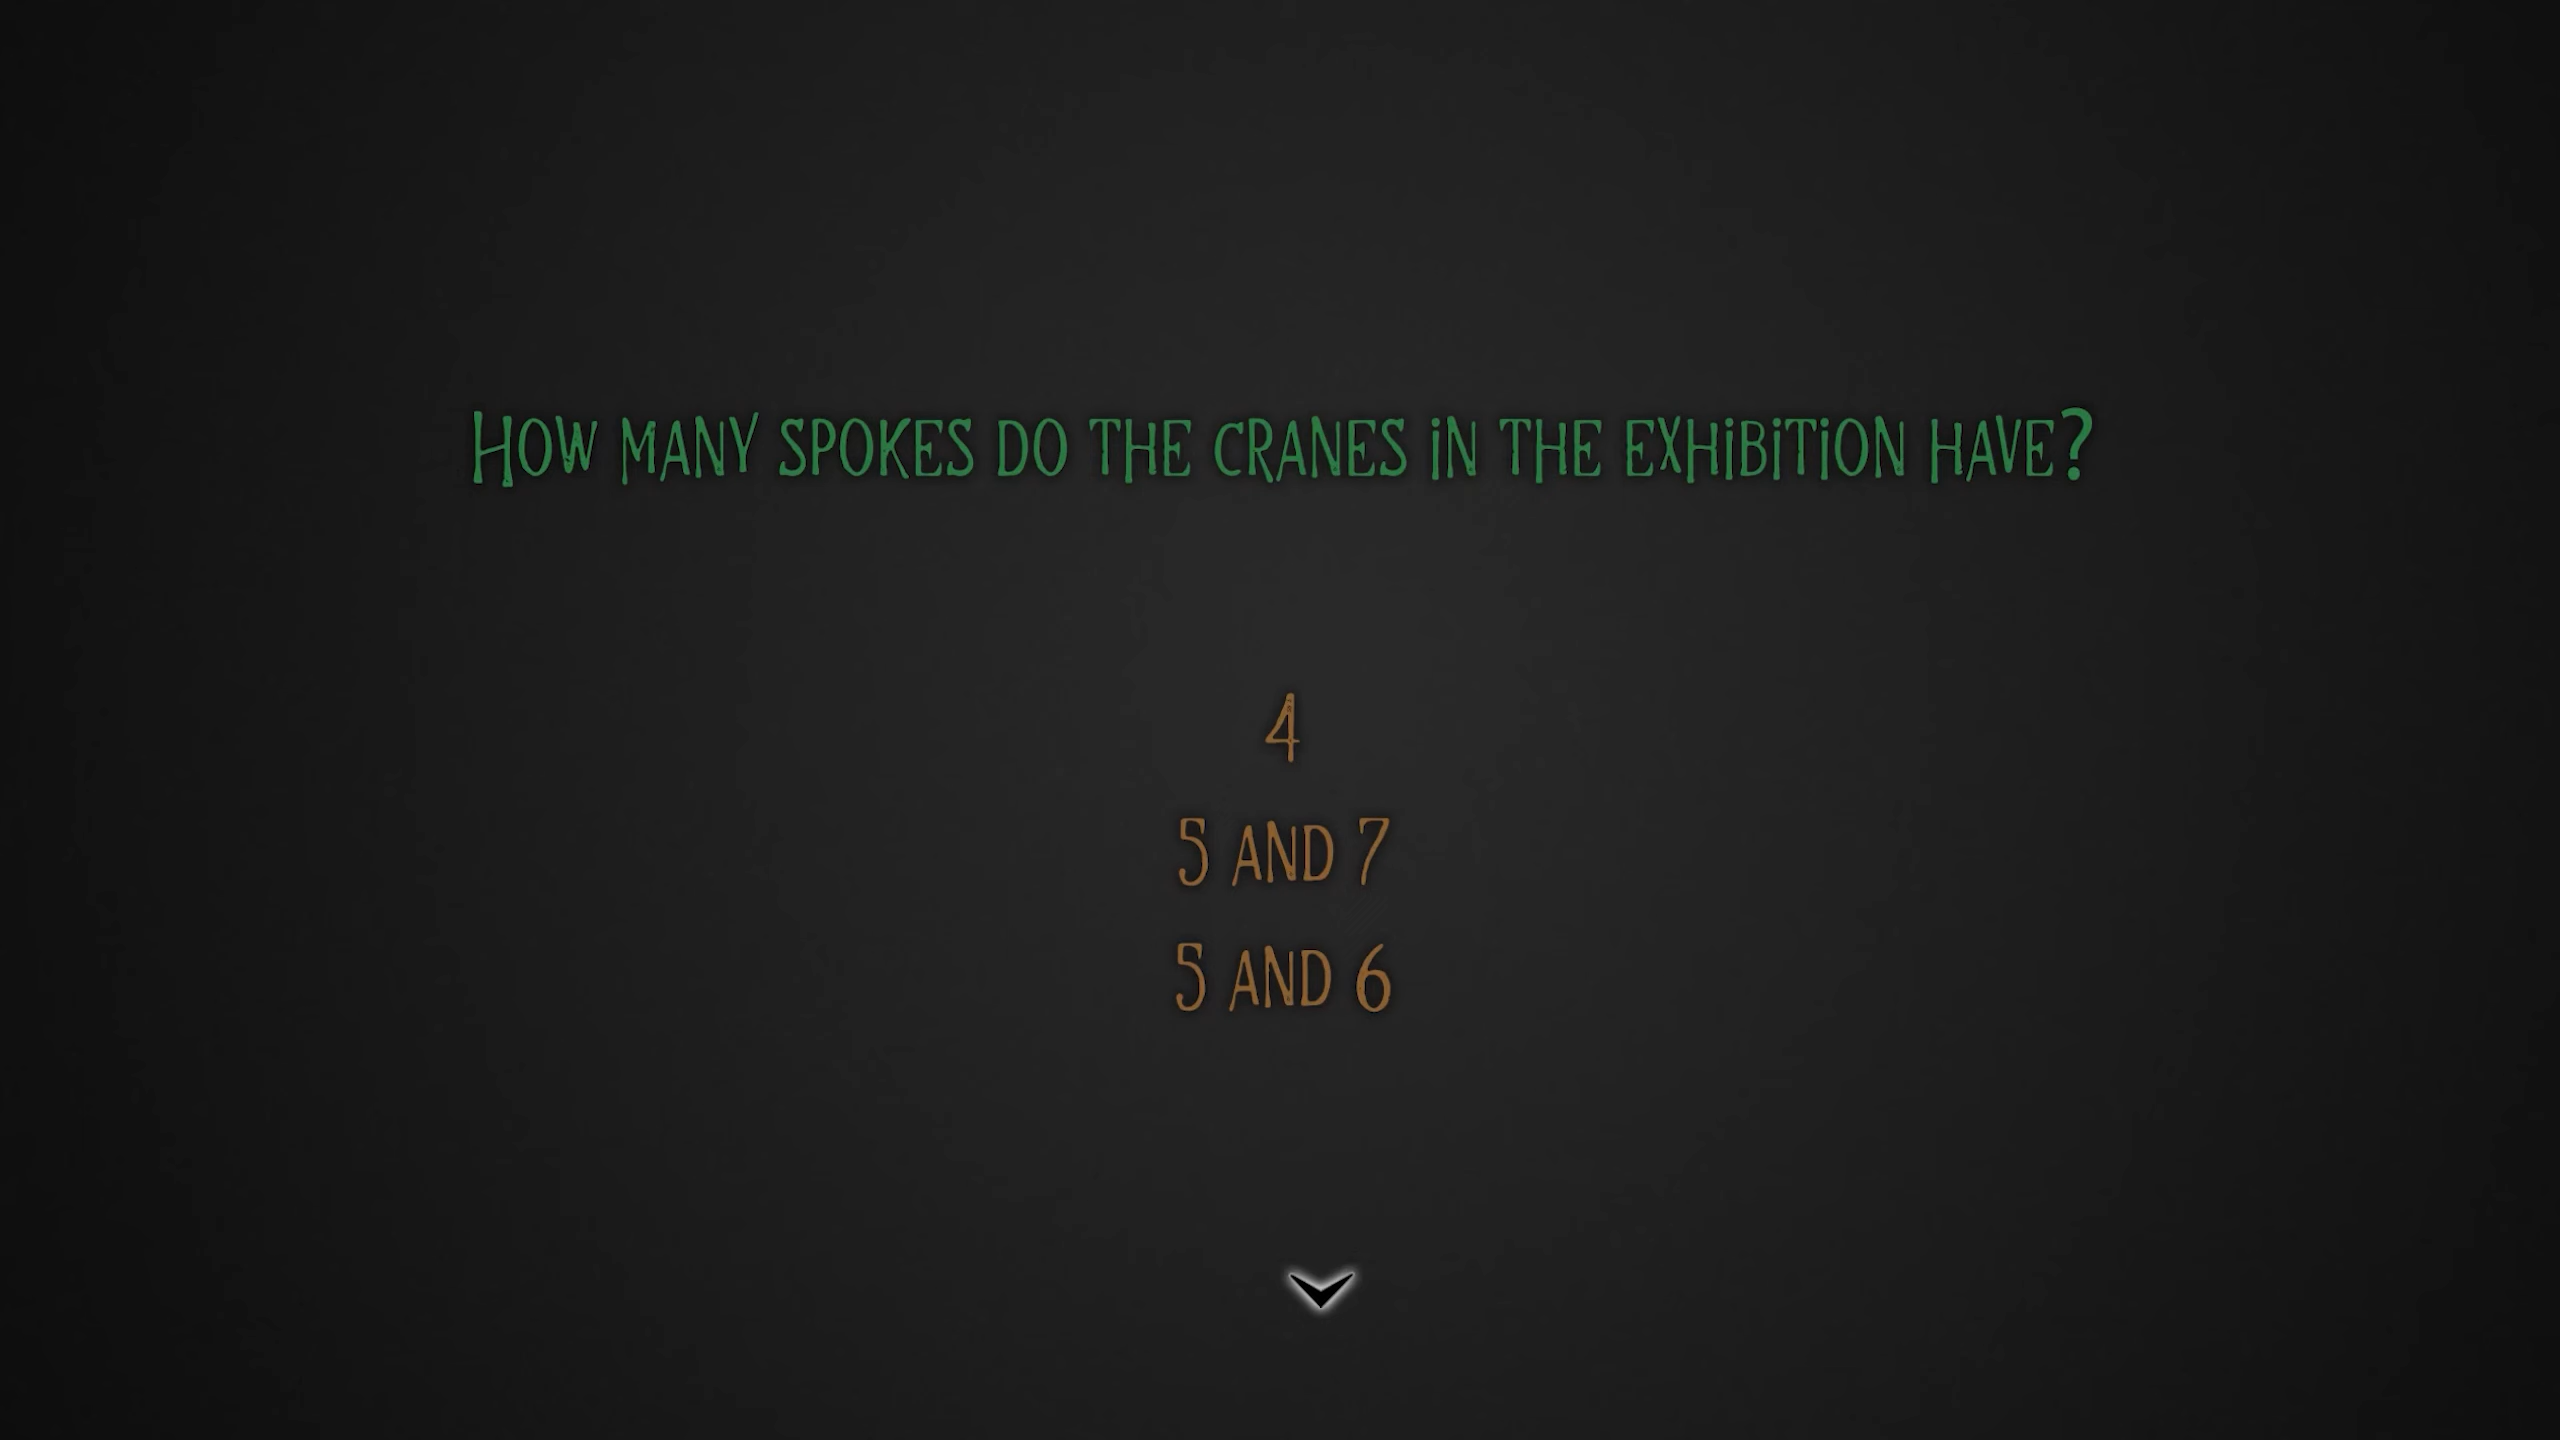 How many spokes do the cranes in the exhibition have?
4
5 and 7
5 and 6